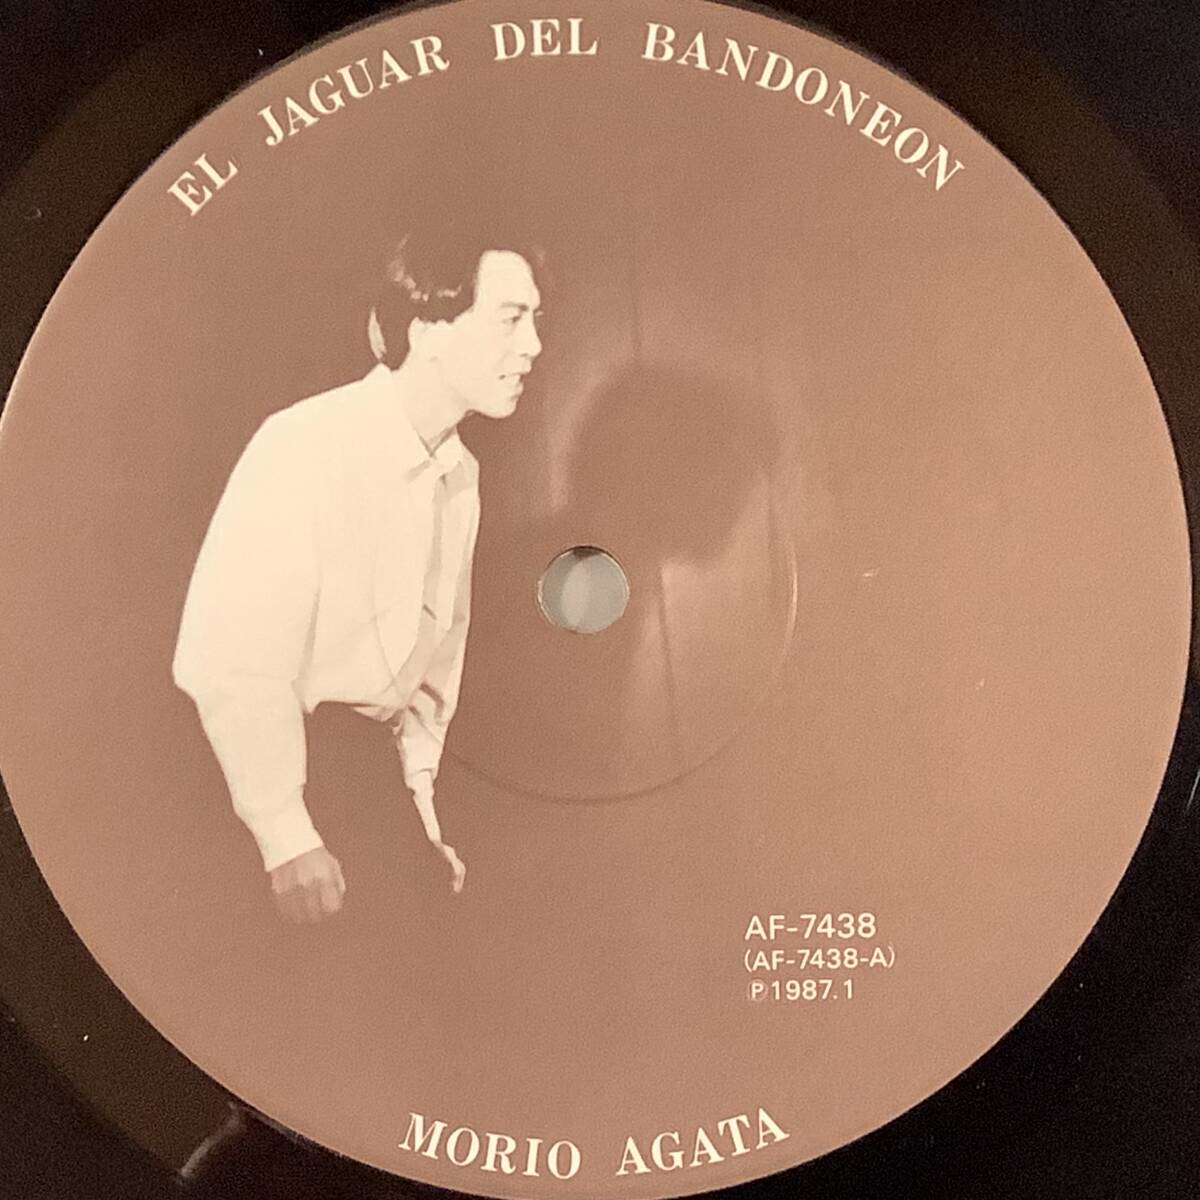 EL JAGUAR DEL BANDONEON
AF-7438
(AF-7438-A)
℗1987.1
MORIO AGATA